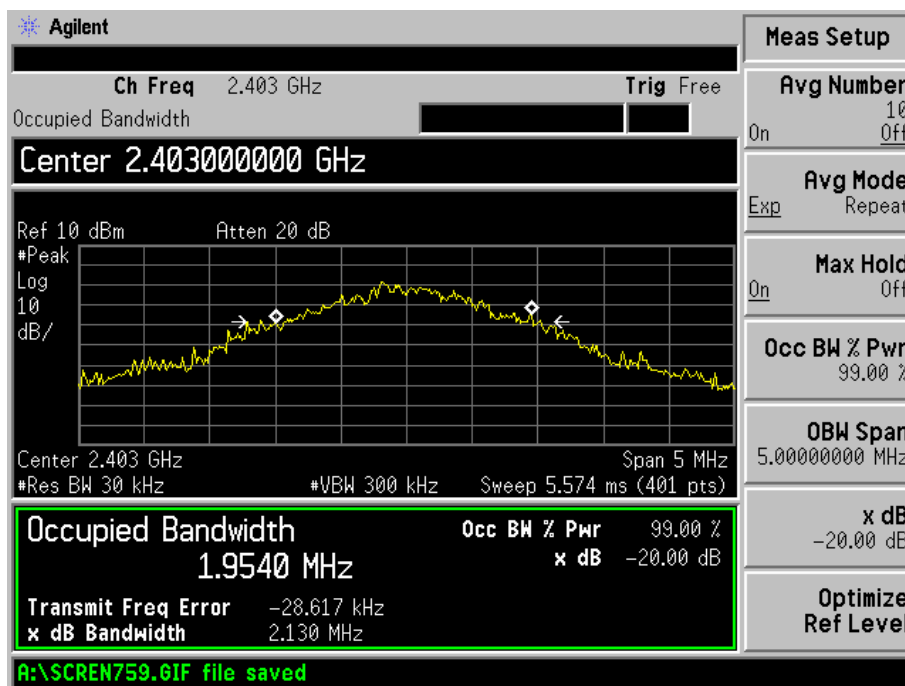 Agilent
Ch Freq 2.403 GHz Trig Free
Occupied Bandwidth
Center 2.403000000 GHz
Ref 10 dBm Atten 20 dB
#Peak
Log
10
dB/
Center 2.403 GHz Span 5 MHz
#Res BW 30 kHz #VBW 300 kHz Sweep 5.574 ms (401 pts)
Occupied Bandwidth Occ BW % Pwr 99.00 %
1.9540 MHz x dB -20.00 dB
Transmit Freq Error -28.617 kHz
x dB Bandwidth 2.130 MHz
A:\SCREN759.GIF file saved
Meas Setup
Avg Number
10
On Off
Avg Mode
Exp Repeat
Max Hold
On Off
Occ BW % Pwr
99.00 %
OBW Span
5.00000000 MHz
x dB
-20.00 dB
Optimize
Ref Level